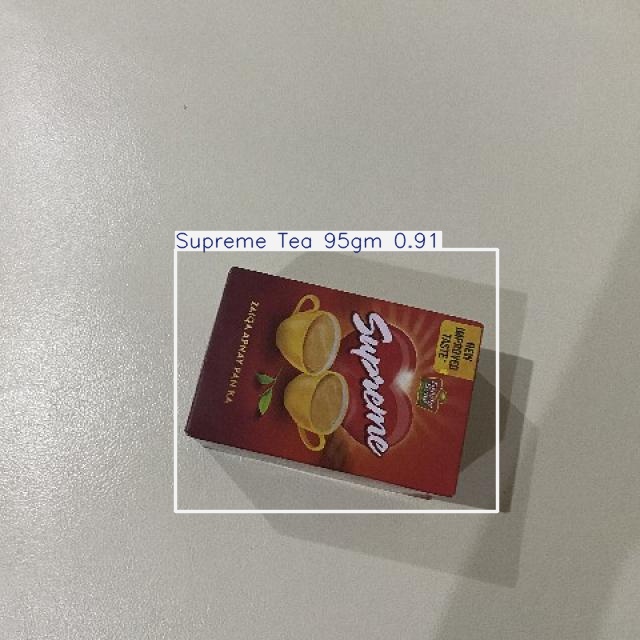 Supreme Tea 95gm 0.91
NEW
IMPROVED
TASTE*
Supreme
ZAIQA APNAY PAN KA